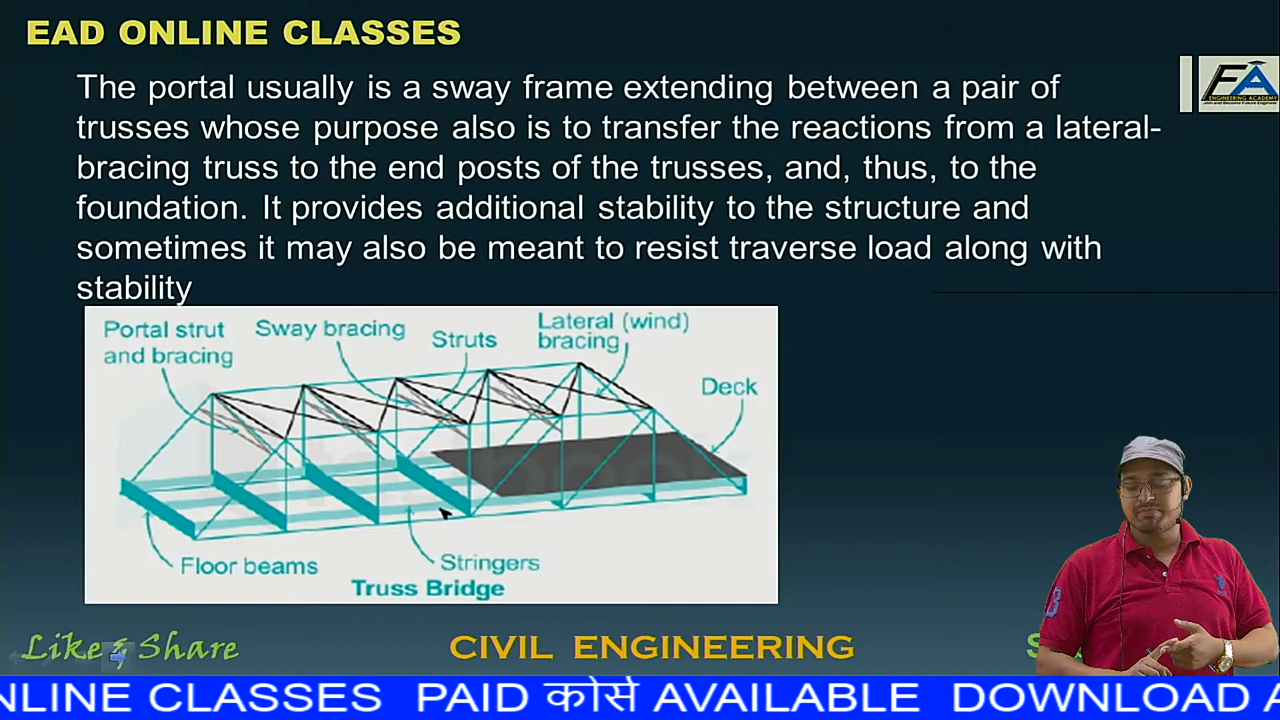 EAD ONLINE CLASSES
The portal usually is a sway frame extending between a pair of
trusses whose purpose also is to transfer the reactions from a lateral-
bracing truss to the end posts of the trusses, and, thus, to the
foundation. It provides additional stability to the structure and
sometimes it may also be meant to resist traverse load along with
stability
EA
ENGINEERING ACADEMY
Portal strut
and bracing
Sway bracing
Struts
Lateral (wind)
bracing
Deck
Floor beams
Stringers
Truss Bridge
Like & Share
CIVIL ENGINEERING
NLINE CLASSES PAID कोर्स AVAILABLE DOWNLOAD A